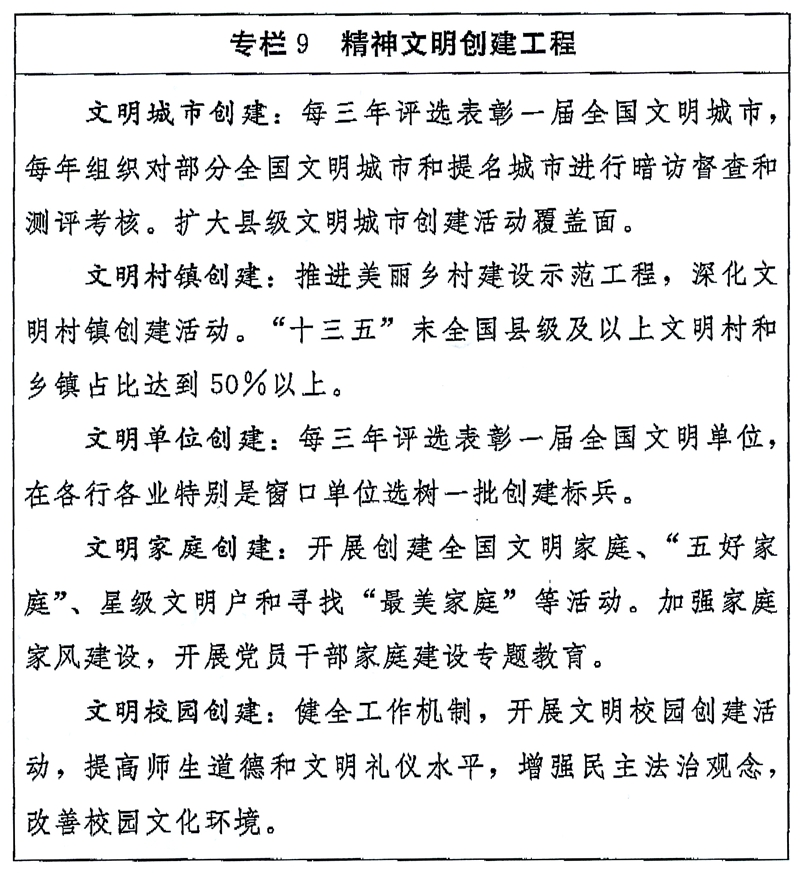 专栏9 精神文明创建工程
文明城市创建：每三年评选表彰一届全国文明城市，
每年组织对部分全国文明城市和提名城市进行暗访督查和
测评考核。扩大县级文明城市创建活动覆盖面。
文明村镇创建：推进美丽乡村建设示范工程，深化文
明村镇创建活动。“十三五”末全国县级及以上文明村和
乡镇占比达到50%以上。
文明单位创建：每三年评选表彰一届全国文明单位，
在各行各业特别是窗口单位选树一批创建标兵。
文明家庭创建：开展创建全国文明家庭、“五好家
庭”、星级文明户和寻找“最美家庭”等活动。加强家庭
家风建设，开展党员干部家庭建设专题教育。
文明校园创建：健全工作机制，开展文明校园创建活
动，提高师生道德和文明礼仪水平，增强民主法治观念，
改善校园文化环境。